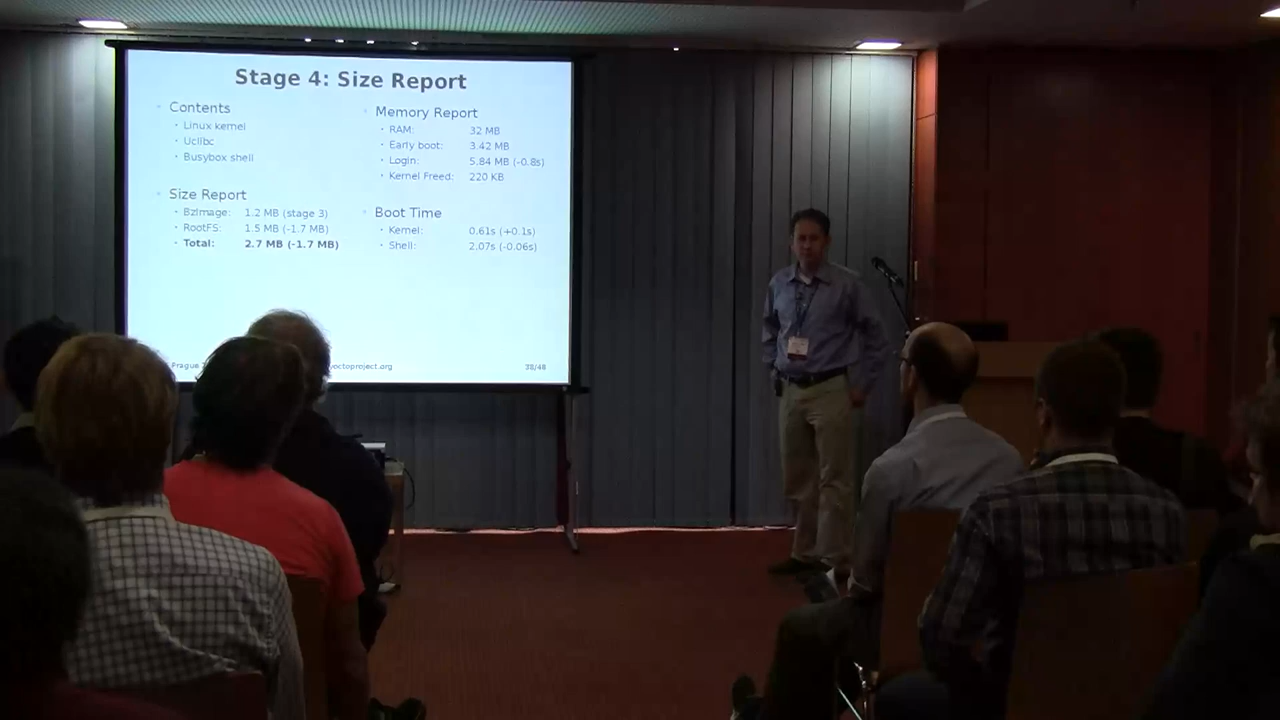 Stage 4: Size Report
Contents
Linux kernel
Uclibc
Busybox shell
Size Report
BzImage: 1.2 MB (stage 3)
RootFS: 1.5 MB (-1.7 MB)
Total: 2.7 MB (-1.7 MB)
Memory Report
RAM: 32 MB
Early boot: 3.42 MB
Login: 5.84 MB (-0.8s)
Kernel Freed: 220 KB
Boot Time
Kernel: 0.61s (+0.1s)
Shell: 2.07s (-0.06s)
Prague
yoctoproject.org
38/48